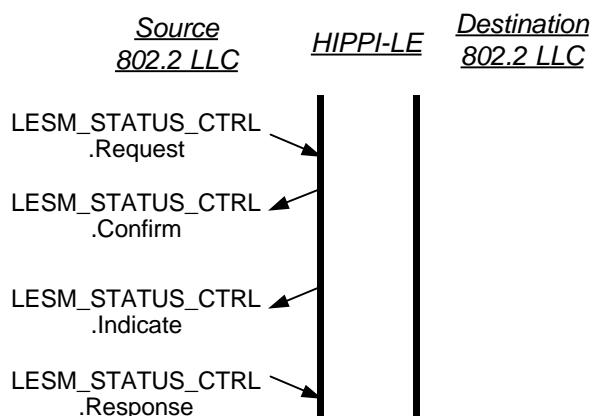 Source
802.2 LLC
HIPPI-LE
Destination
802.2 LLC
LESM_STATUS_CTRL
.Request
LESM_STATUS_CTRL
.Confirm
LESM_STATUS_CTRL
.Indicate
LESM_STATUS_CTRL
.Response